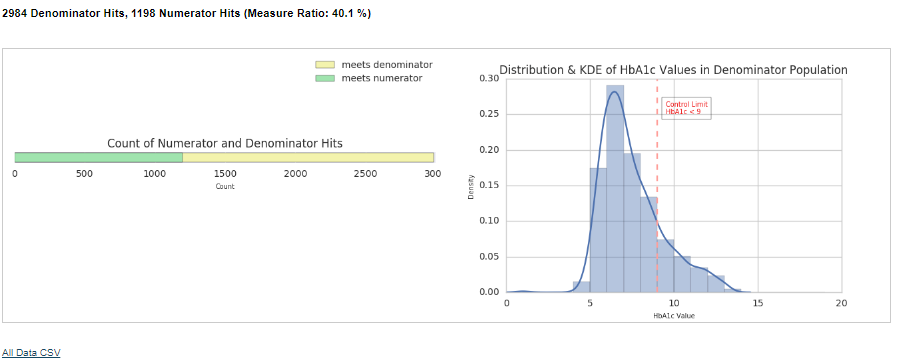 2984 Denominator Hits, 1198 Numerator Hits (Measure Ratio: 40.1 %)
meets denominator
meets numerator
Count of Numerator and Denominator Hits
0 500 1000 1500 2000 2500 300
Count
Distribution & KDE of HbA1c Values in Denominator Population
0.30
0.25
0.20
0.15
0.10
0.05
0.00
Density
Control Limit
HbA1c < 9
0 5 10 15 20
HbA1c Value
All Data CSV